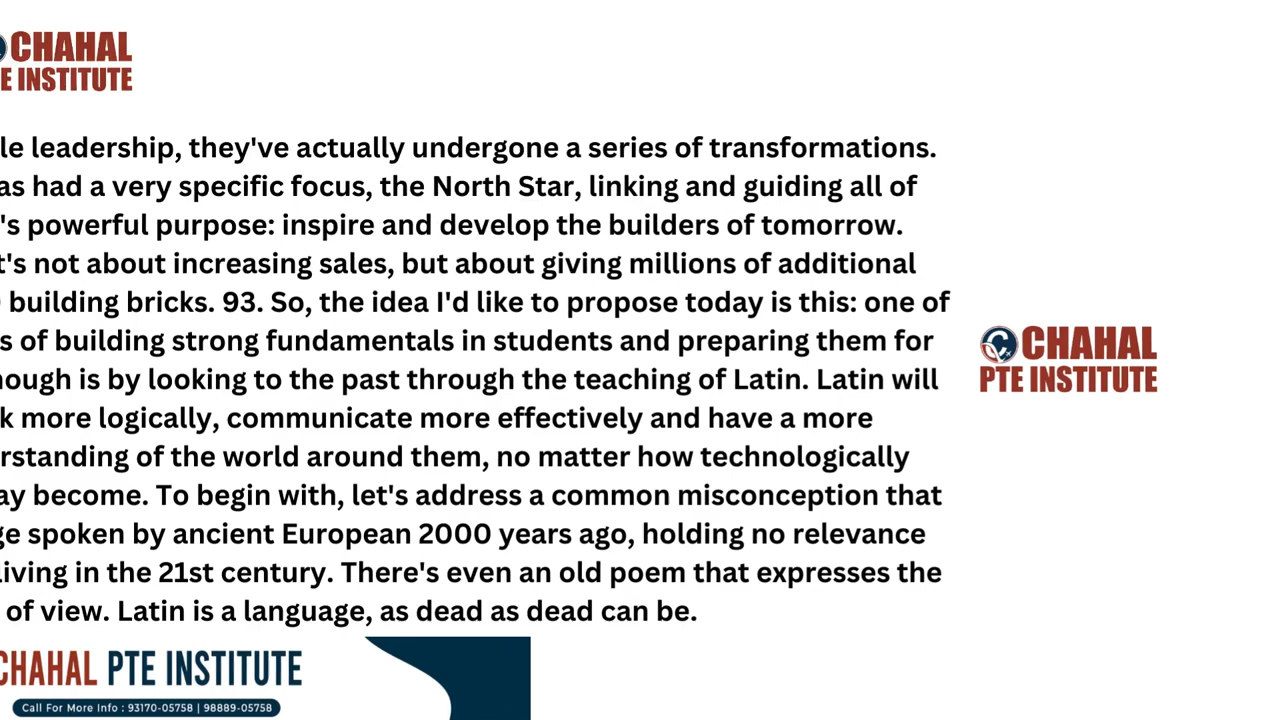 CHAHAL
E INSTITUTE
le leadership, they've actually undergone a series of transformations.
as had a very specific focus, the North Star, linking and guiding all of
's powerful purpose: inspire and develop the builders of tomorrow.
t's not about increasing sales, but about giving millions of additional
building bricks. 93. So, the idea I'd like to propose today is this: one of
s of building strong fundamentals in students and preparing them for
nough is by looking to the past through the teaching of Latin. Latin will
k more logically, communicate more effectively and have a more
rstanding of the world around them, no matter how technologically
ay become. To begin with, let's address a common misconception that
ge spoken by ancient European 2000 years ago, holding no relevance
living in the 21st century. There's even an old poem that expresses the
of view. Latin is a language, as dead as dead can be.
CHAHAL
PTE INSTITUTE
CHAHAL PTE INSTITUTE
Call For More Info : 93170-05758 | 98889-05758